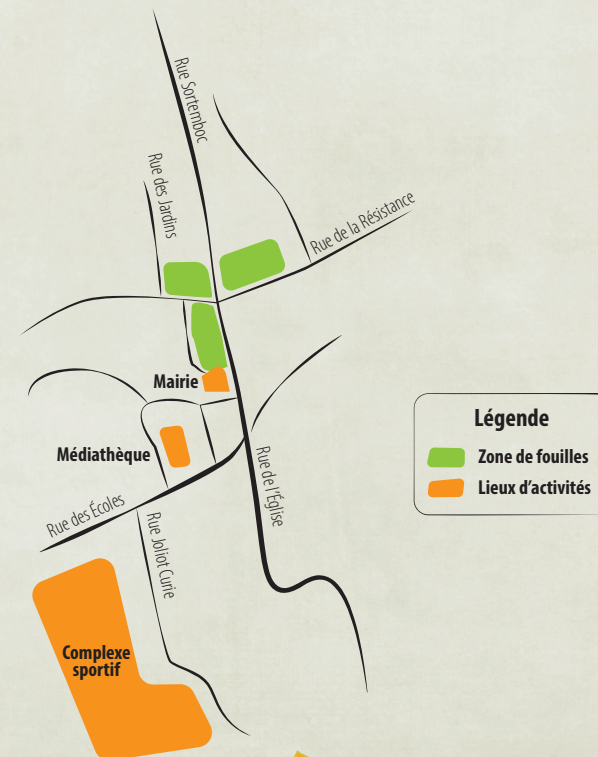 Rue Sortemboc
Rue des Jardins
Rue de la Résistance
Mairie
Médiathèque
Légende
Zone de fouilles
Lieux d'activités
Rue de l'Église
Rue des Écoles
Rue Joliot Curie
Complexe
sportif